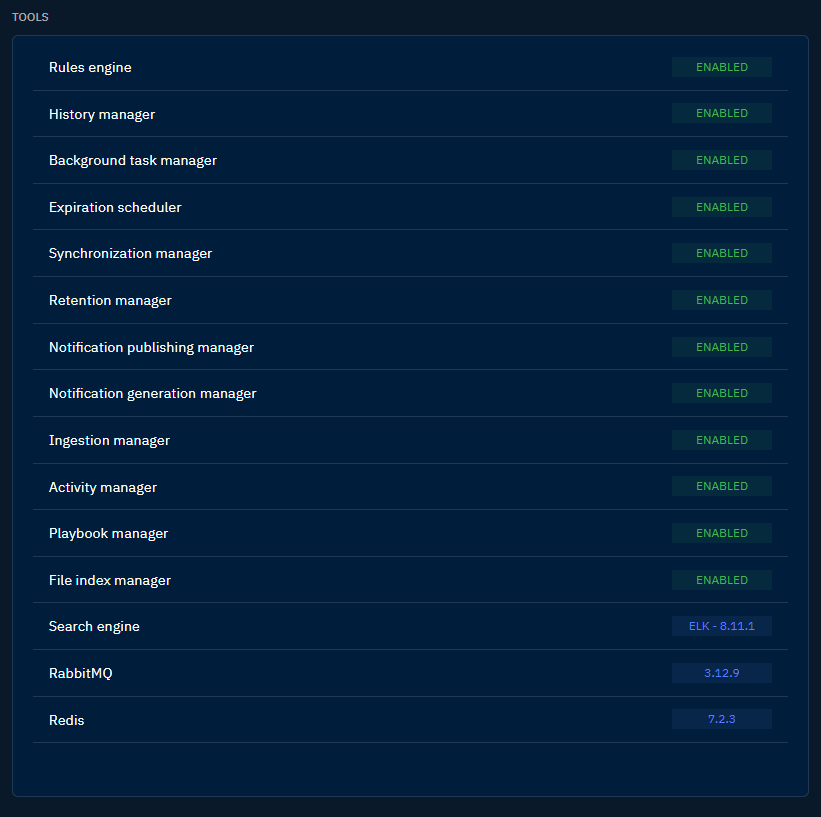 TOOLS
Rules engine ENABLED
History manager ENABLED
Background task manager ENABLED
Expiration scheduler ENABLED
Synchronization manager ENABLED
Retention manager ENABLED
Notification publishing manager ENABLED
Notification generation manager ENABLED
Ingestion manager ENABLED
Activity manager ENABLED
Playbook manager ENABLED
File index manager ENABLED
Search engine ELK - 8.11.1
RabbitMQ 3.12.9
Redis 7.2.3